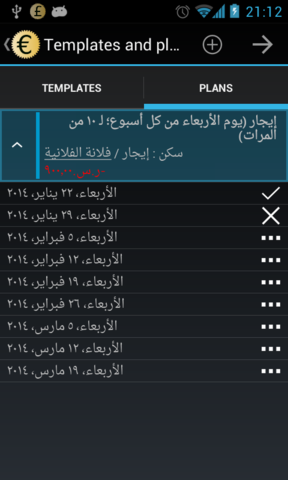 21:12
Templates and pl...
TEMPLATES
PLANS
إيجار (يوم الأربعاء من كل أسبوع؛ لـ ١٠ من
المرات)
سكن : إيجار / فلانة الفلانية
الأربعاء، ٢٢ يناير، ٢٠١٤
الأربعاء، ٢٩ يناير، ٢٠١٤
الأربعاء، ٥ فبراير، ٢٠١٤
الأربعاء، ١٢ فبراير، ٢٠١٤
الأربعاء، ١٩ فبراير، ٢٠١٤
الأربعاء، ٢٦ فبراير، ٢٠١٤
الأربعاء، ٥ مارس، ٢٠١٤
الأربعاء، ١٢ مارس، ٢٠١٤
الأربعاء، ١٩ مارس، ٢٠١٤